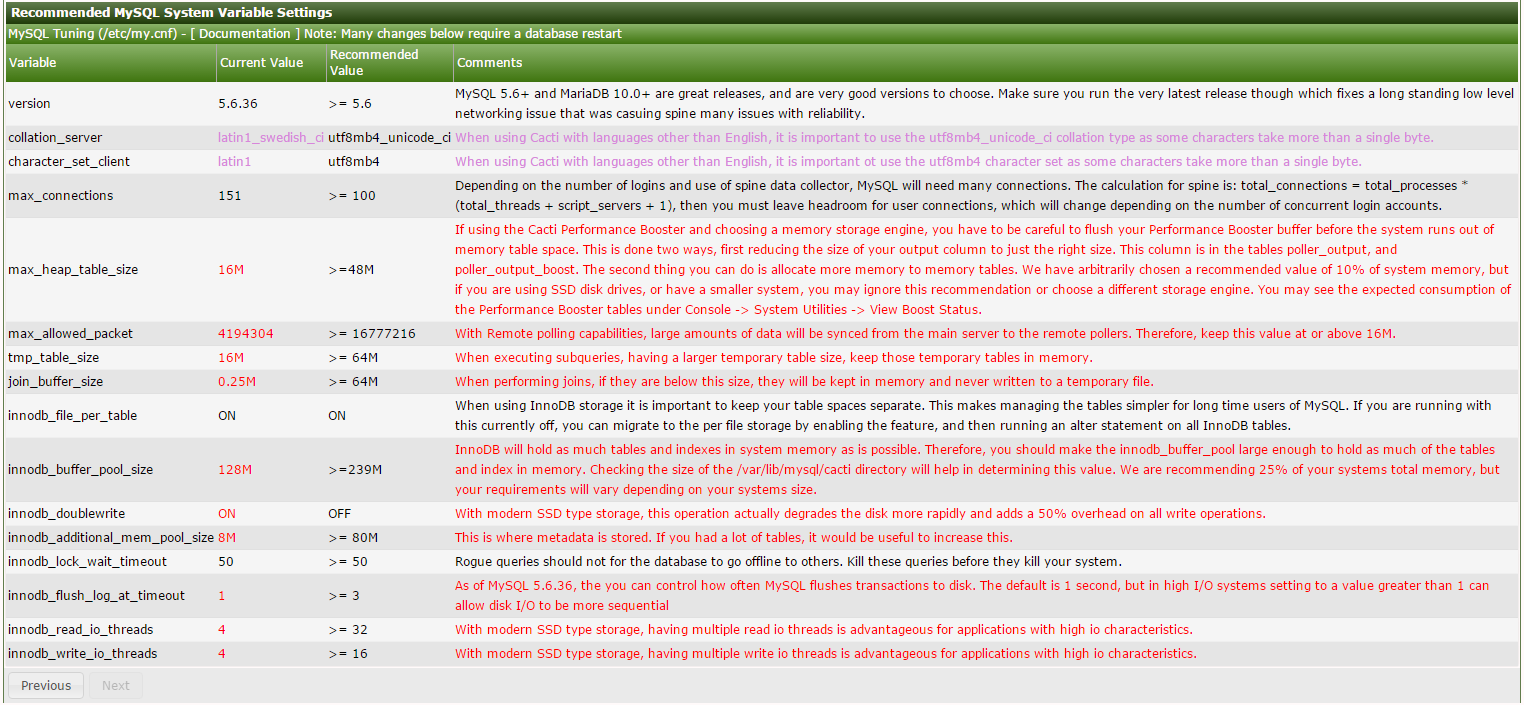 Recommended MySQL System Variable Settings
MySQL Tuning (/etc/my.cnf) - [ Documentation ] Note: Many changes below require a database restart
Variable Current Value Recommended Value Comments
version 5.6.36 >= 5.6 MySQL 5.6+ and MariaDB 10.0+ are great releases, and are very good versions to choose. Make sure you run the very latest release though which fixes a long standing low level
networking issue that was casuing spine many issues with reliability.
collation_server latin1_swedish_ci utf8mb4_unicode_ci When using Cacti with languages other than English, it is important to use the utf8mb4_unicode_ci collation type as some characters take more than a single byte.
character_set_client latin1 utf8mb4 When using Cacti with languages other than English, it is important ot use the utf8mb4 character set as some characters take more than a single byte.
max_connections 151 >= 100 Depending on the number of logins and use of spine data collector, MySQL will need many connections. The calculation for spine is: total_connections = total_processes *
(total_threads + script_servers + 1), then you must leave headroom for user connections, which will change depending on the number of concurrent login accounts.
max_heap_table_size 16M >=48M If using the Cacti Performance Booster and choosing a memory storage engine, you have to be careful to flush your Performance Booster buffer before the system runs out of
memory table space. This is done two ways, first reducing the size of your output column to just the right size. This column is in the tables poller_output, and
poller_output_boost. The second thing you can do is allocate more memory to memory tables. We have arbitrarily chosen a recommended value of 10% of system memory, but
if you are using SSD disk drives, or have a smaller system, you may ignore this recommendation or choose a different storage engine. You may see the expected consumption of
the Performance Booster tables under Console -> System Utilities -> View Boost Status.
max_allowed_packet 4194304 >= 16777216 With Remote polling capabilities, large amounts of data will be synced from the main server to the remote pollers. Therefore, keep this value at or above 16M.
tmp_table_size 16M >= 64M When executing subqueries, having a larger temporary table size, keep those temporary tables in memory.
join_buffer_size 0.25M >= 64M When performing joins, if they are below this size, they will be kept in memory and never written to a temporary file.
innodb_file_per_table ON ON When using InnoDB storage it is important to keep your table spaces separate. This makes managing the tables simpler for long time users of MySQL. If you are running with
this currently off, you can migrate to the per file storage by enabling the feature, and then running an alter statement on all InnoDB tables.
innodb_buffer_pool_size 128M >=239M InnoDB will hold as much tables and indexes in system memory as is possible. Therefore, you should make the innodb_buffer_pool large enough to hold as much of the tables
and index in memory. Checking the size of the /var/lib/mysql/cacti directory will help in determining this value. We are recommending 25% of your systems total memory, but
your requirements will vary depending on your systems size.
innodb_doublewrite ON OFF With modern SSD type storage, this operation actually degrades the disk more rapidly and adds a 50% overhead on all write operations.
innodb_additional_mem_pool_size 8M >= 80M This is where metadata is stored. If you had a lot of tables, it would be useful to increase this.
innodb_lock_wait_timeout 50 >= 50 Rogue queries should not for the database to go offline to others. Kill these queries before they kill your system.
innodb_flush_log_at_timeout 1 >= 3 As of MySQL 5.6.36, the you can control how often MySQL flushes transactions to disk. The default is 1 second, but in high I/O systems setting to a value greater than 1 can
allow disk I/O to be more sequential
innodb_read_io_threads 4 >= 32 With modern SSD type storage, having multiple read io threads is advantageous for applications with high io characteristics.
innodb_write_io_threads 4 >= 16 With modern SSD type storage, having multiple write io threads is advantageous for applications with high io characteristics.
Previous Next